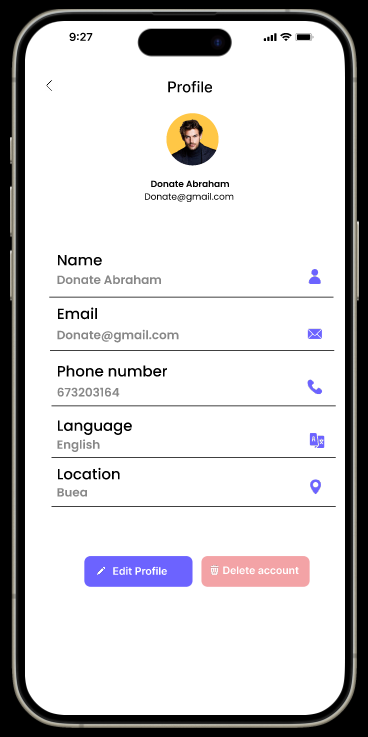 9:27
Profile
Donate Abraham
Donate@gmail.com
Name
Donate Abraham
Email
Donate@gmail.com
Phone number
673203164
Language
English
Location
Buea
Edit Profile
Delete account